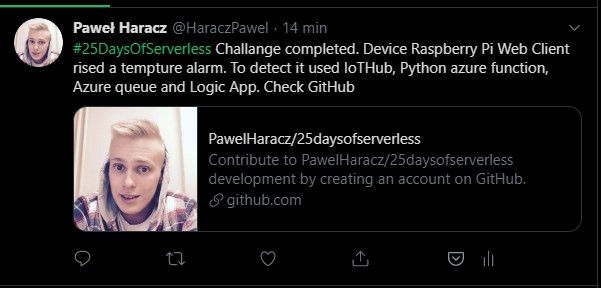 Paweł Haracz @HaraczPawel · 14 min
#25DaysOfServerless Challange completed. Device Raspberry Pi Web Client
rised a tempture alarm. To detect it used IoTHub, Python azure function,
Azure queue and Logic App. Check GitHub
PawelHaracz/25daysofserverless
Contribute to PawelHaracz/25daysofserverless
development by creating an account on GitHub.
github.com